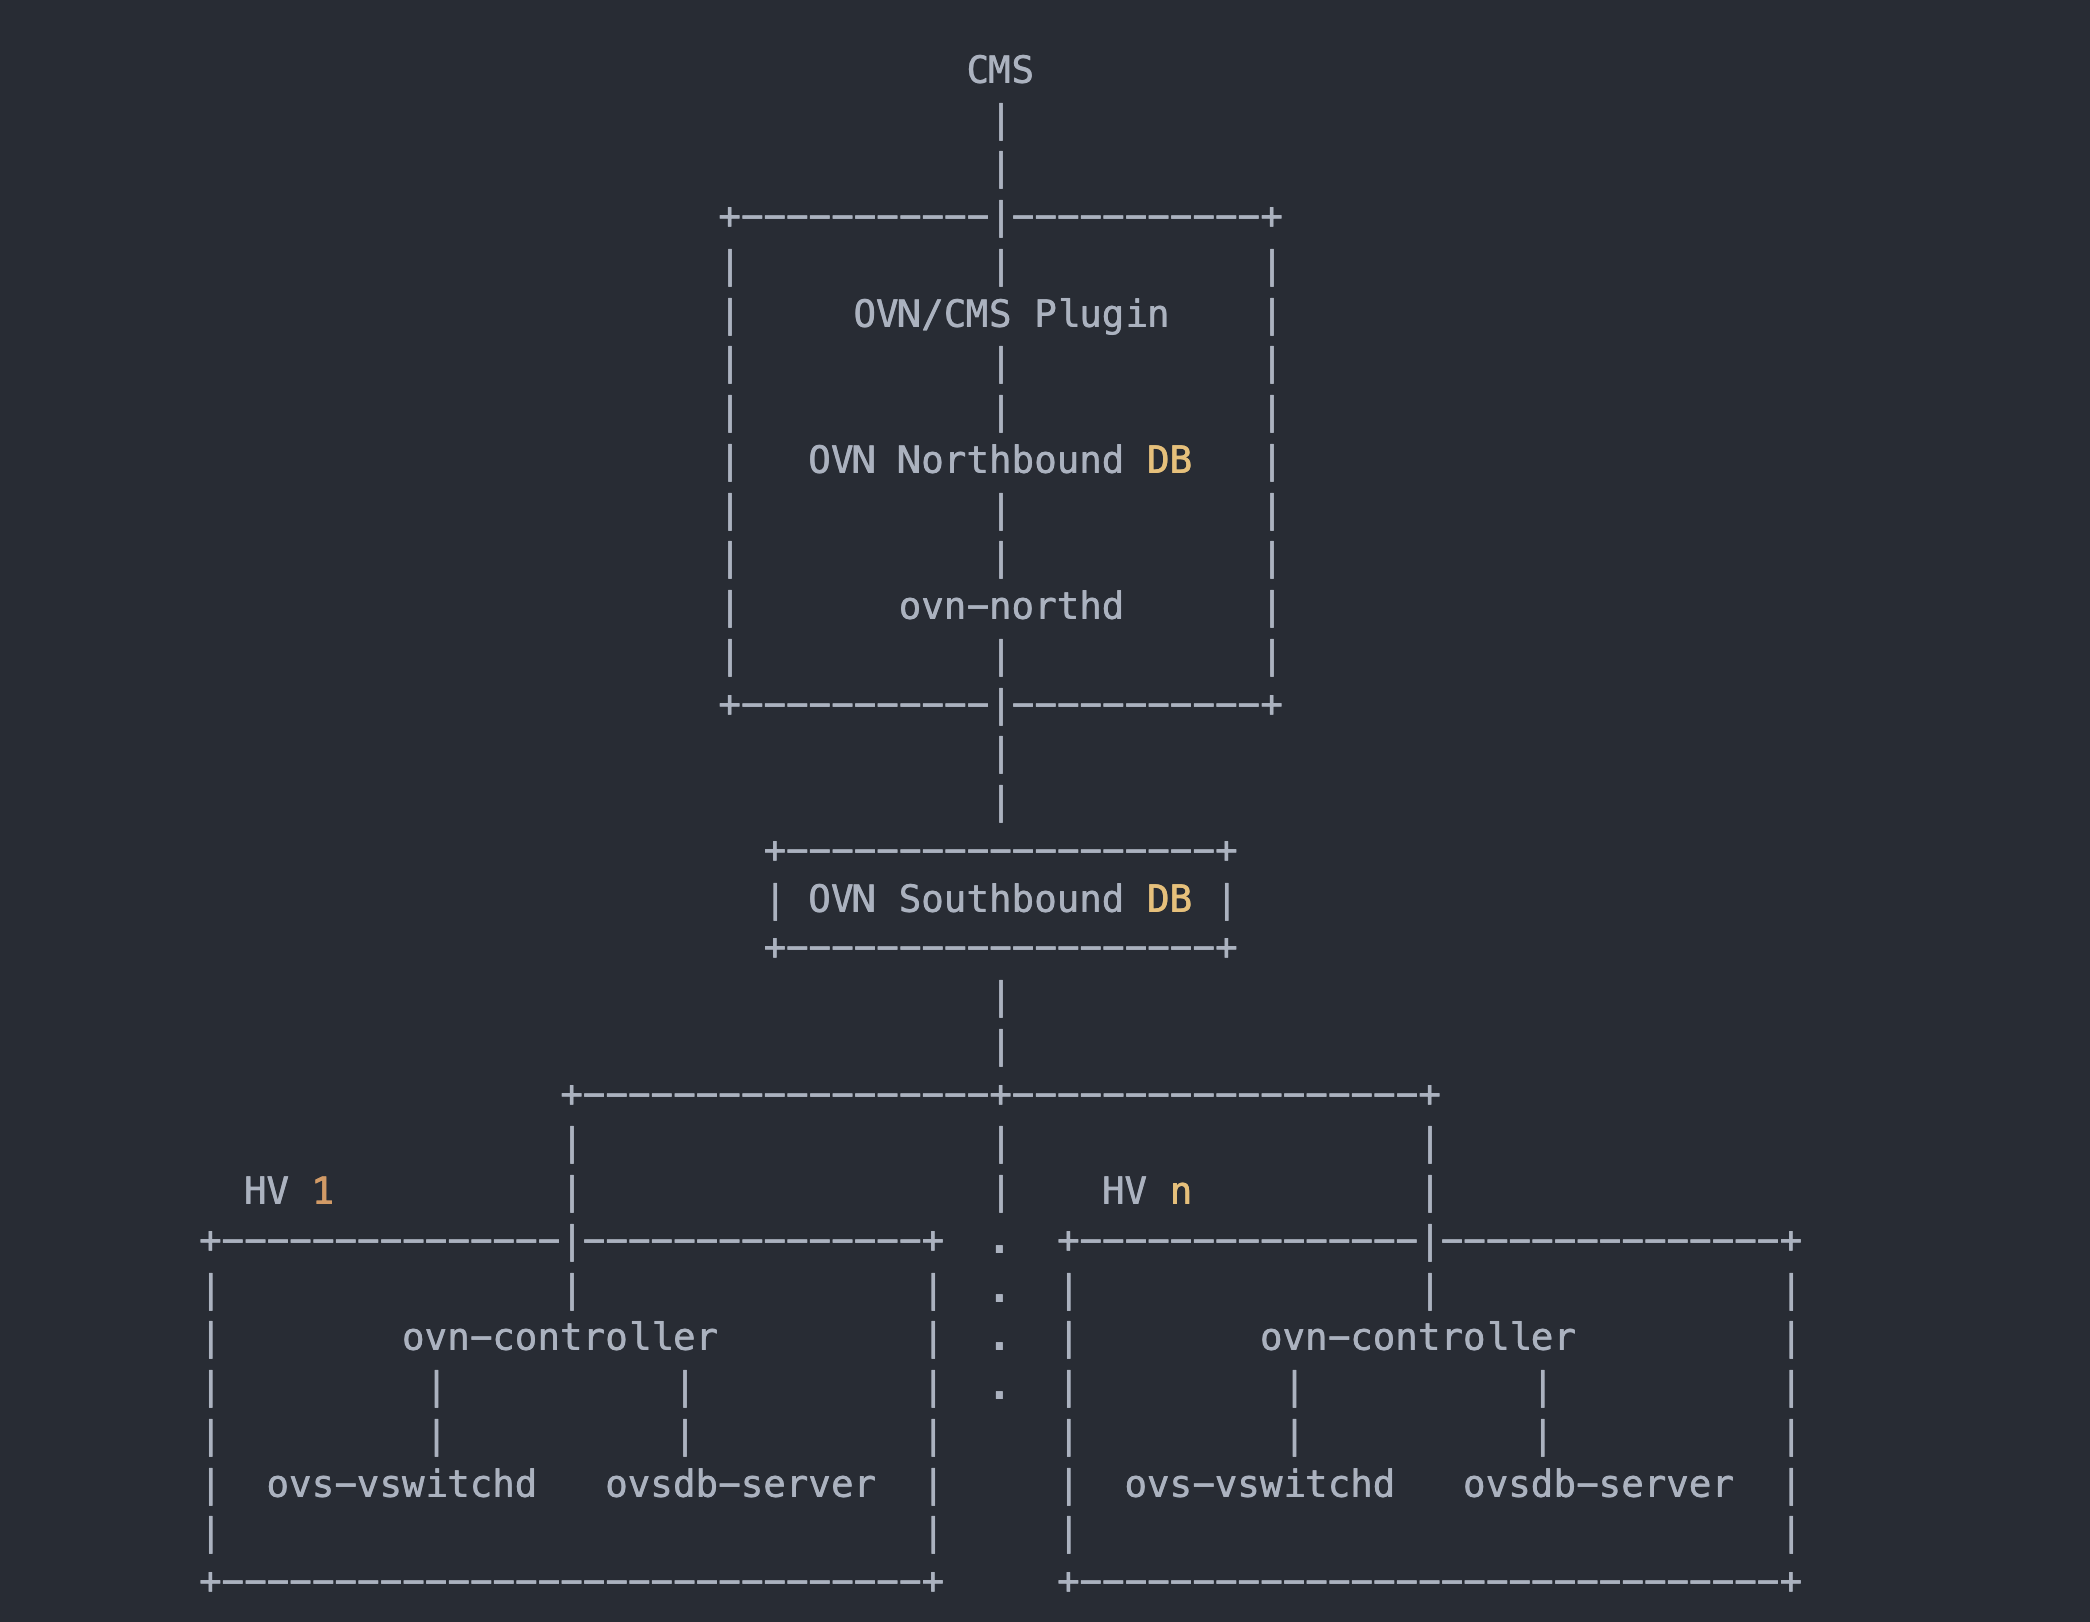 CMS
OVN/CMS Plugin
OVN Northbound DB
ovn-northd
OVN Southbound DB
HV 1 HV n
ovn-controller ovn-controller
ovs-vswitchd ovsdb-server ovs-vswitchd ovsdb-server